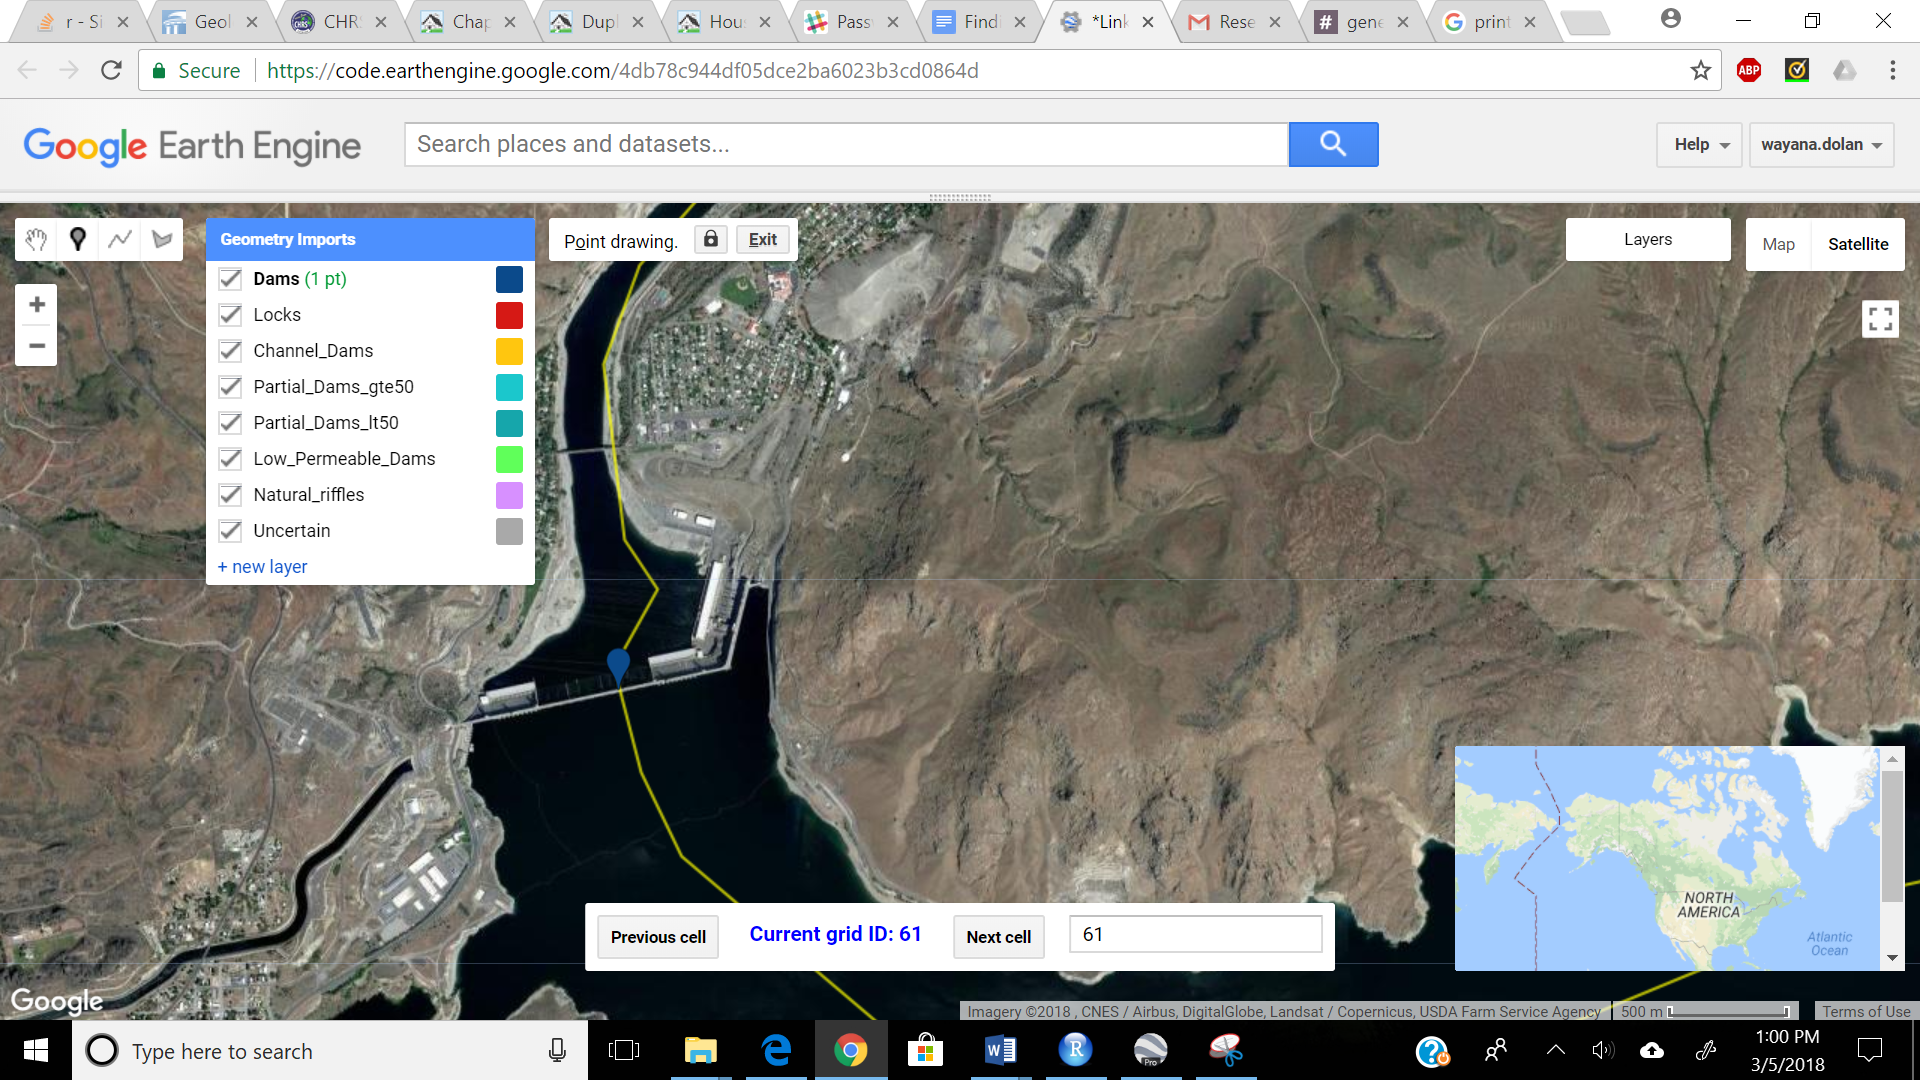 r - Si
Geol
CHR
Chap
Dupl
Hou
Pass
Findi
*Link
Rese
gene
print
Secure
https://code.earthengine.google.com/4db78c944df05dce2ba6023b3cd0864d
ABP
Google Earth Engine
Search places and datasets...
Help
wayana.dolan
Geometry Imports
Dams (1 pt)
Locks
Channel_Dams
Partial_Dams_gte50
Partial_Dams_lt50
Low_Permeable_Dams
Natural_riffles
Uncertain
+ new layer
Point drawing.
Exit
Layers
Map
Satellite
+
−
Previous cell
Current grid ID: 61
Next cell
61
NORTH
AMERICA
Atlantic
Ocean
Google
Imagery ©2018 , CNES / Airbus, DigitalGlobe, Landsat / Copernicus, USDA Farm Service Agency
500 m
Terms of Use
Type here to search
W
R
Pro
1:00 PM
3/5/2018